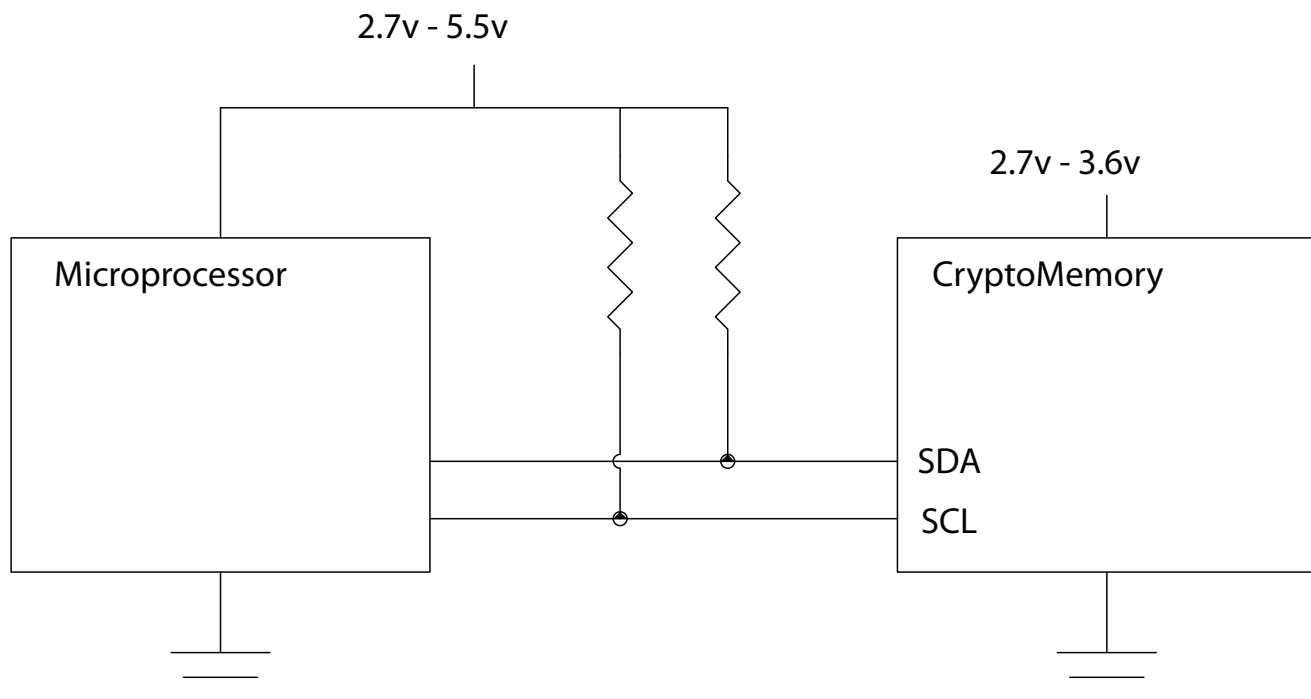 2.7v - 5.5v
2.7v - 3.6v
Microprocessor
CryptoMemory
SDA
SCL